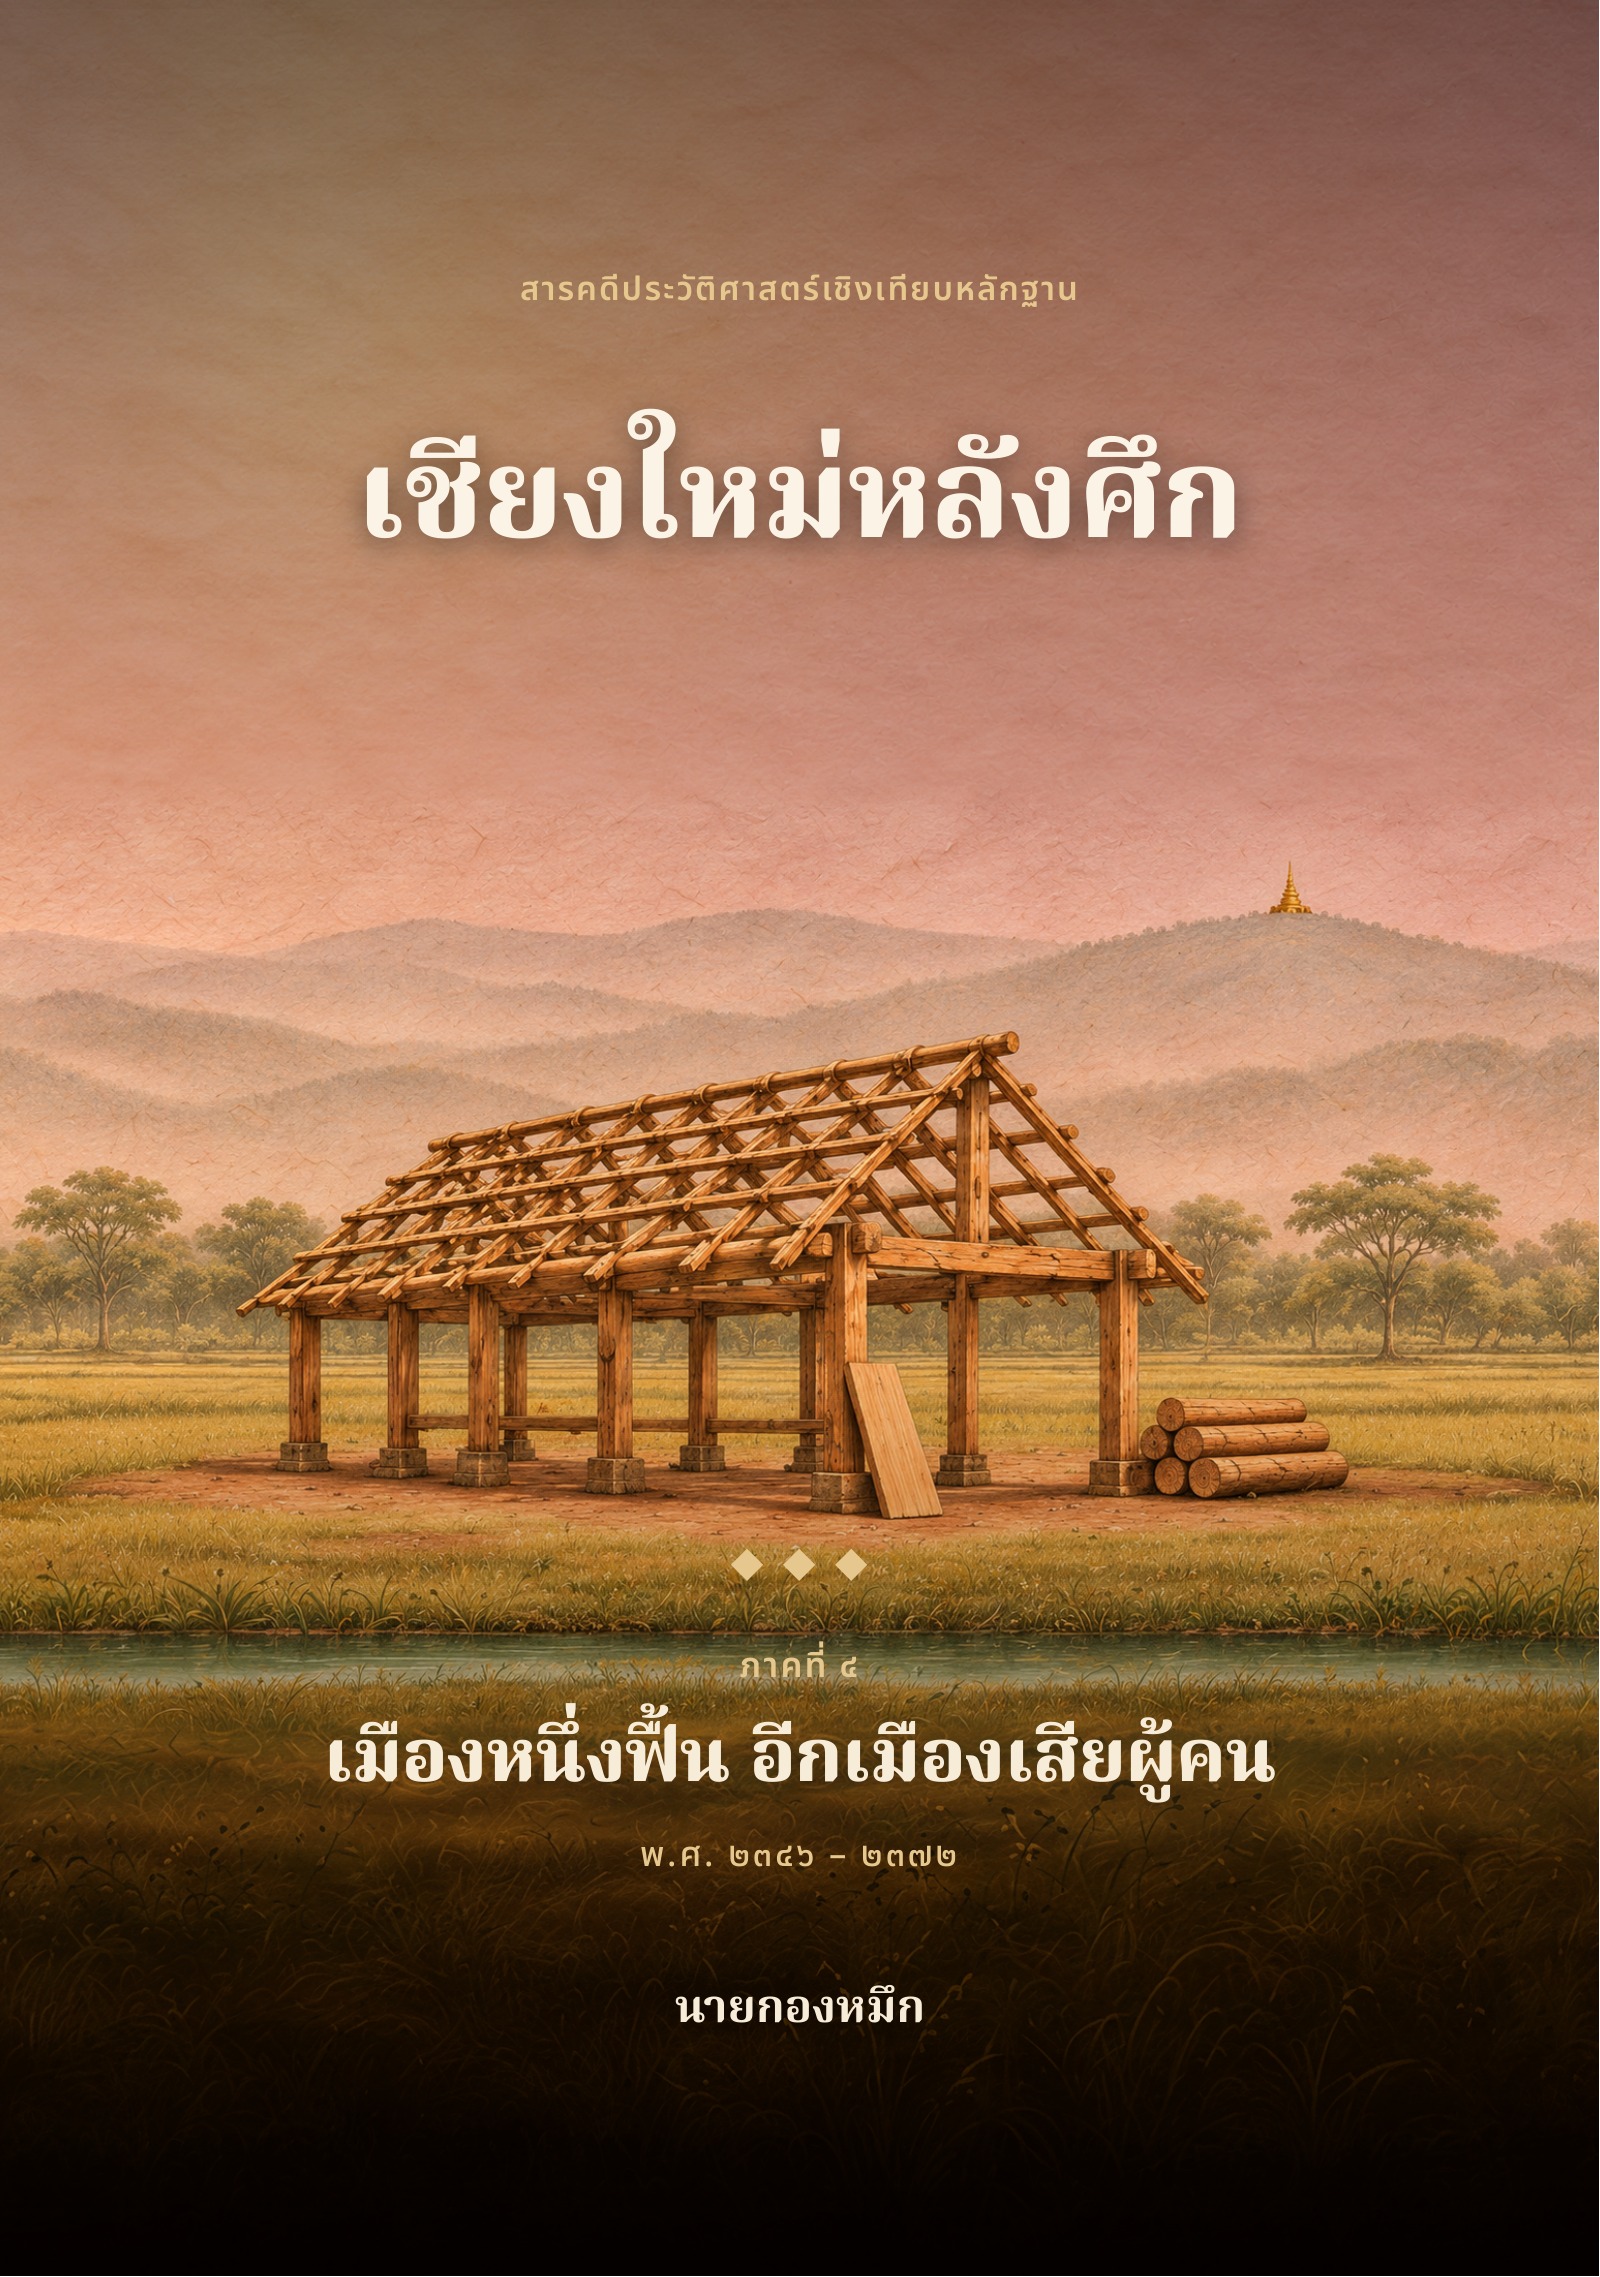 สารคดีประวัติศาสตร์เชิงเทียบหลักฐาน
เชียงใหม่หลังศึก
ภาคที่ ๔
เมืองหนึ่งฟื้น อีกเมืองเสียผู้คน
พ.ศ. ๒๓๔๖ – ๒๓๗๒
นายกองหมึก